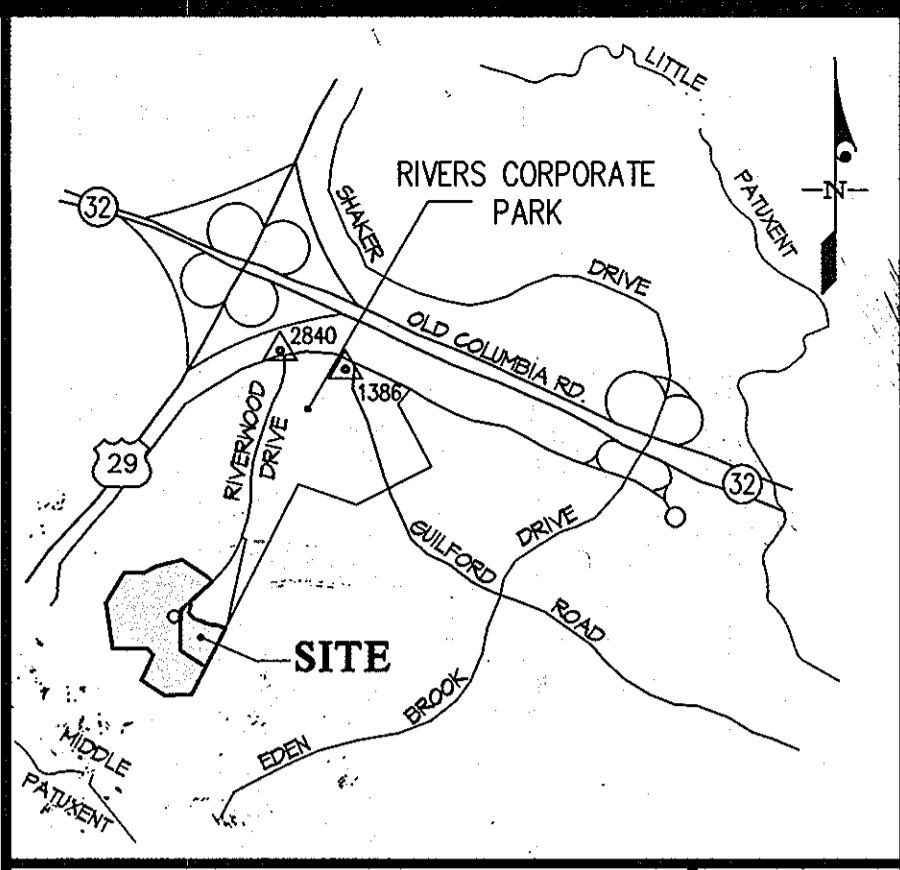 LITTLE
PATUXENT
N
RIVERS CORPORATE
PARK
32
SHAKER
DRIVE
OLD COLUMBIA RD.
2840
1386
RIVERWOOD
DRIVE
29
32
GUILFORD
ROAD
DRIVE
SITE
BROOK
EDEN
MIDDLE
PATUXENT